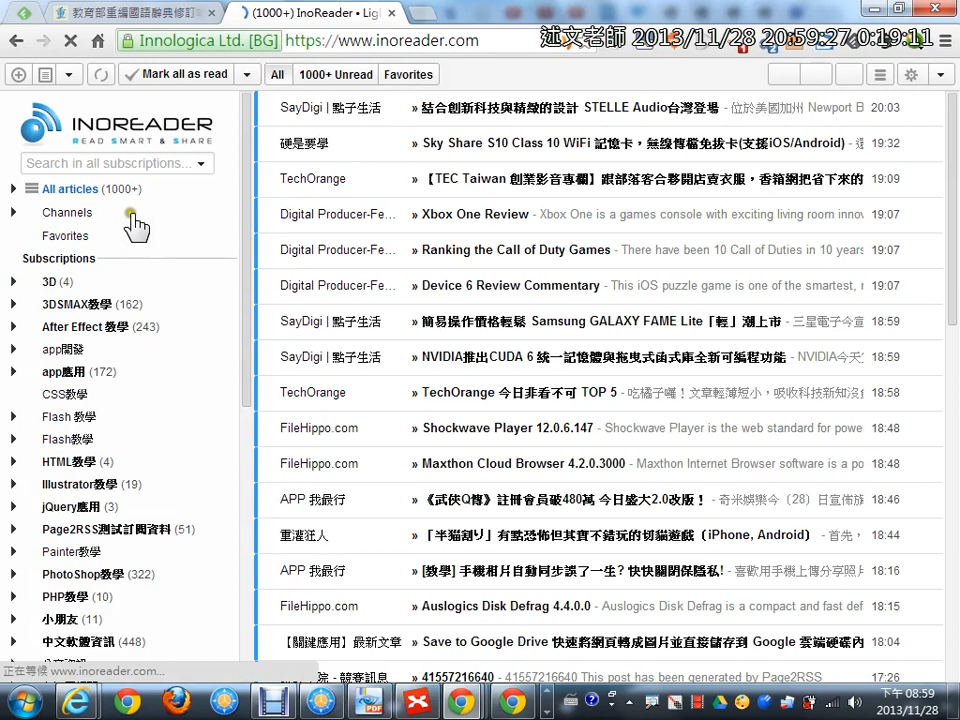 教育部重編國語辭典修訂
(1000+) InoReader • Ligl
Innologica Ltd. [BG] https://www.inoreader.com
述文老師 2013/11/28 20:59:27 0:19:11
Mark all as read All 1000+ Unread Favorites
INOREADER
READ SMART & SHARE
Search in all subscriptions...
All articles (1000+)
Channels
Favorites
Subscriptions
3D (4)
3DSMAX教學 (162)
After Effect 教學 (243)
app開發
app應用 (172)
CSS教學
Flash 教學
Flash教學
HTML教學 (4)
Illustrator教學 (19)
jQuery應用 (3)
Page2RSS測試訂閱資料 (51)
Painter教學
PhotoShop教學 (322)
PHP教學 (10)
小朋友 (11)
中文軟體資訊 (448)
正在等候 www.inoreader.com...
SayDigi | 點子生活 » 結合創新科技與精緻的設計 STELLE Audio台灣登場 - 位於美國加州 Newport B 20:03
硬是要學 » Sky Share S10 Class 10 WiFi 記憶卡，無線傳檔免拔卡(支援iOS/Android) - 19:32
TechOrange » 【TEC Taiwan 創業影音專欄】跟部落客夥開店賣衣服，香箱網把省下來的 19:09
Digital Producer-Fe... » Xbox One Review - Xbox One is a games console with exciting living room innov 19:07
Digital Producer-Fe... » Ranking the Call of Duty Games - There have been 10 Call of Duties in 10 years 19:07
Digital Producer-Fe... » Device 6 Review Commentary - This iOS puzzle game is one of the smartest, r 19:07
SayDigi | 點子生活 » 簡易操作價格輕鬆 Samsung GALAXY FAME Lite「輕」潮上市 - 三星電子今宣 18:59
SayDigi | 點子生活 » NVIDIA推出CUDA 6 統一記憶體與拖曳式函式庫全新可編程功能 - NVIDIA今天 18:59
TechOrange » TechOrange 今日非看不可 TOP 5 - 吃橘子囉！文章輕薄短小，吸收科技新知沒 18:53
FileHippo.com » Shockwave Player 12.0.6.147 - Shockwave Player is the web standard for powe 18:48
FileHippo.com » Maxthon Cloud Browser 4.2.0.3000 - Maxthon Internet Browser software is a po 18:48
APP 我最行 » 《武俠Q傳》註冊會員破480萬 今日盛大2.0改版！ - 奇米娛樂今〔28〕日宣佈旗 18:46
重灌狂人 » 「半猫割り」有點恐怖但其實不錯玩的切貓遊戲〔iPhone, Android〕 - 首先， 18:44
APP 我最行 » [教學] 手機相片自動同步誤了一生? 快快關閉保隱私! - 喜歡用手機上傳分享照片 18:16
FileHippo.com » Auslogics Disk Defrag 4.4.0.0 - Auslogics Disk Defrag is a compact and fast def 18:15
【關鍵應用】最新文章 » Save to Google Drive 快速將網頁轉成圖片並直接儲存到 Google 雲端硬碟內 18:04
院 - 競賽訊息 » 41557216640 - This post has been generated by Page2RSS 17:26
下午 08:59
2013/11/28